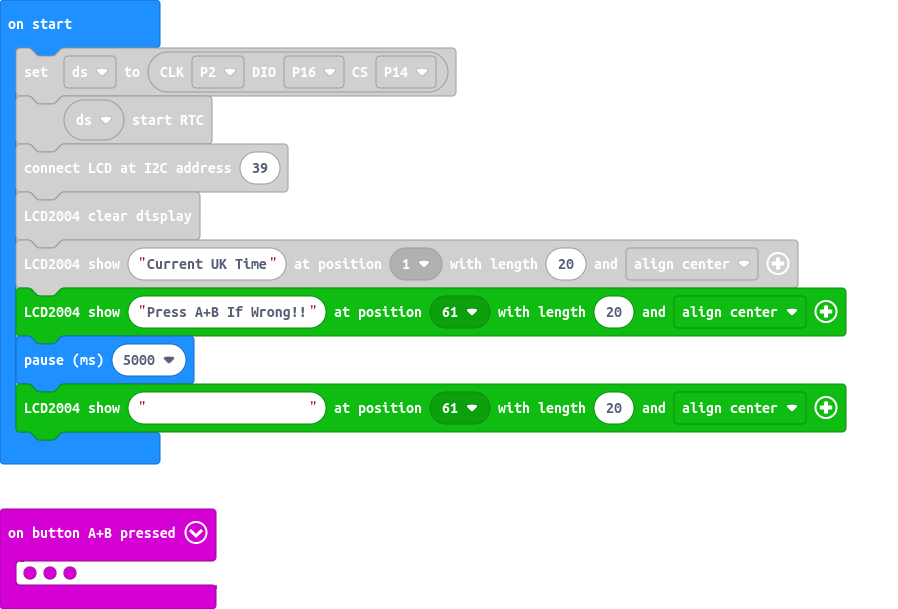 on start
set ds to CLK P2 DIO P16 CS P14
ds start RTC
connect LCD at I2C address 39
LCD2004 clear display
LCD2004 show "Current UK Time" at position 1 with length 20 and align center
LCD2004 show "Press A+B If Wrong!!" at position 61 with length 20 and align center
pause (ms) 5000
LCD2004 show "                    " at position 61 with length 20 and align center
on button A+B pressed